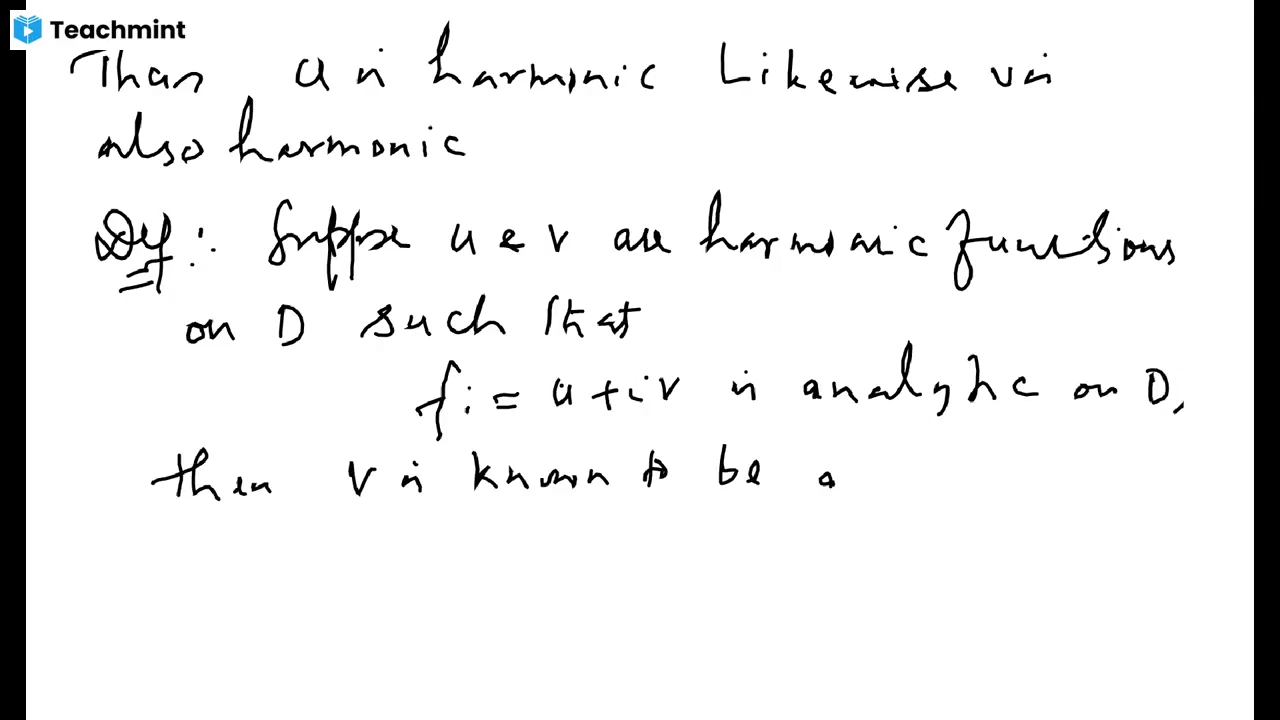 Teachmint
Then u is harmonic Likewise v is
also harmonic
Def: Suppose u & v are harmonic functions
on D such that
f := u + iv is analytic on D,
then v is known to be a